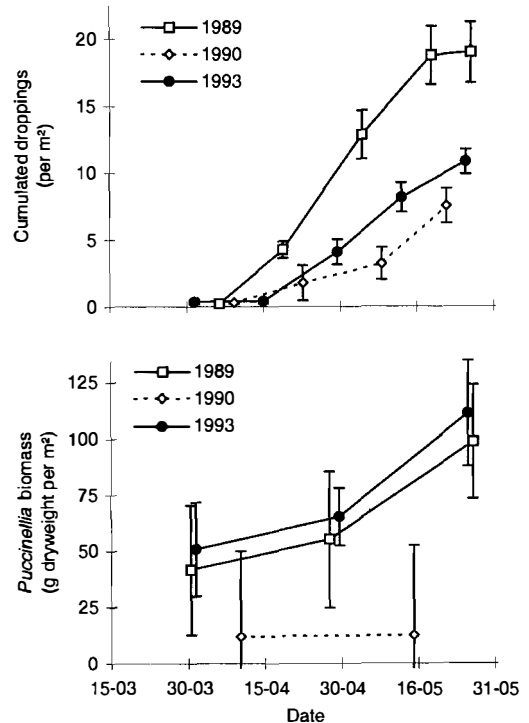 1989
1990
1993
20
15
10
5
0
Cumulated droppings
(per m²)
1989
1990
1993
125
100
75
50
25
0
Puccinellia biomass
(g dryweight per m²)
15-03 30-03 15-04 30-04 16-05 31-05
Date